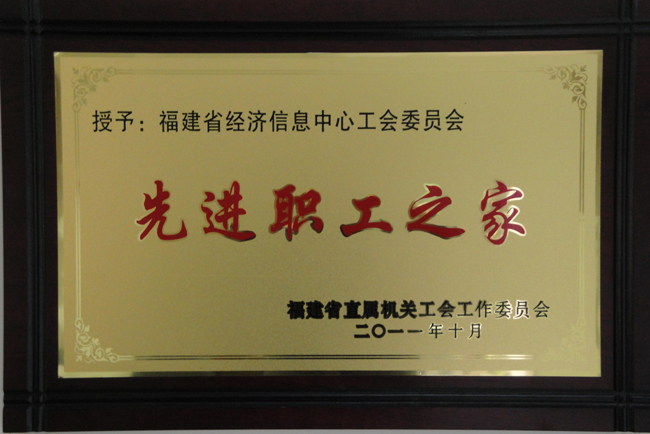 授予：福建省经济信息中心工会委员会
先进职工之家
福建省直属机关工会工作委员会
二〇一一年十月